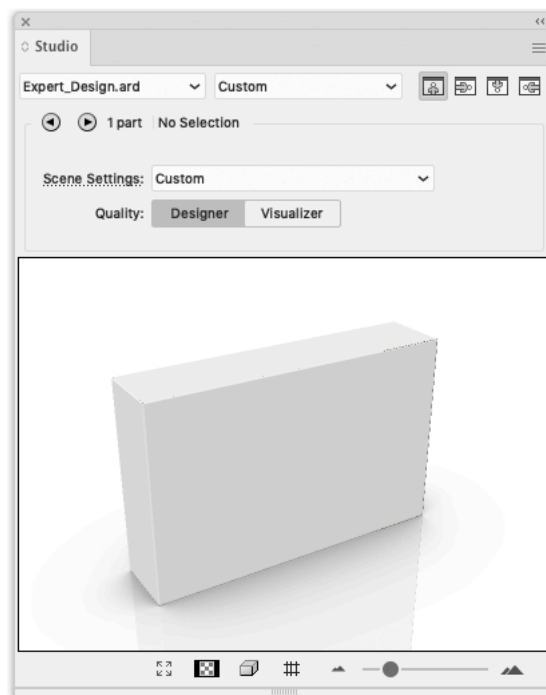 Studio
Expert_Design.ard Custom
1 part No Selection
Scene Settings: Custom
Quality: Designer Visualizer